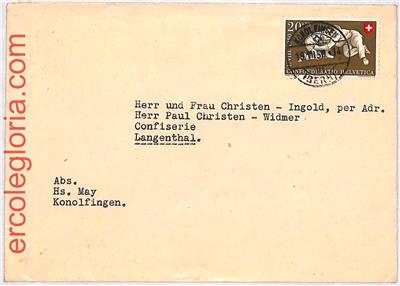 ercolegloria.com
20
CONFOEDERATIO HELVETICA
Herr und Frau Christen - Ingold, per Adr.
Herr Paul Christen - Widmer
Confiserie
Langenthal.
Abs.
Hs. May
Konolfingen.